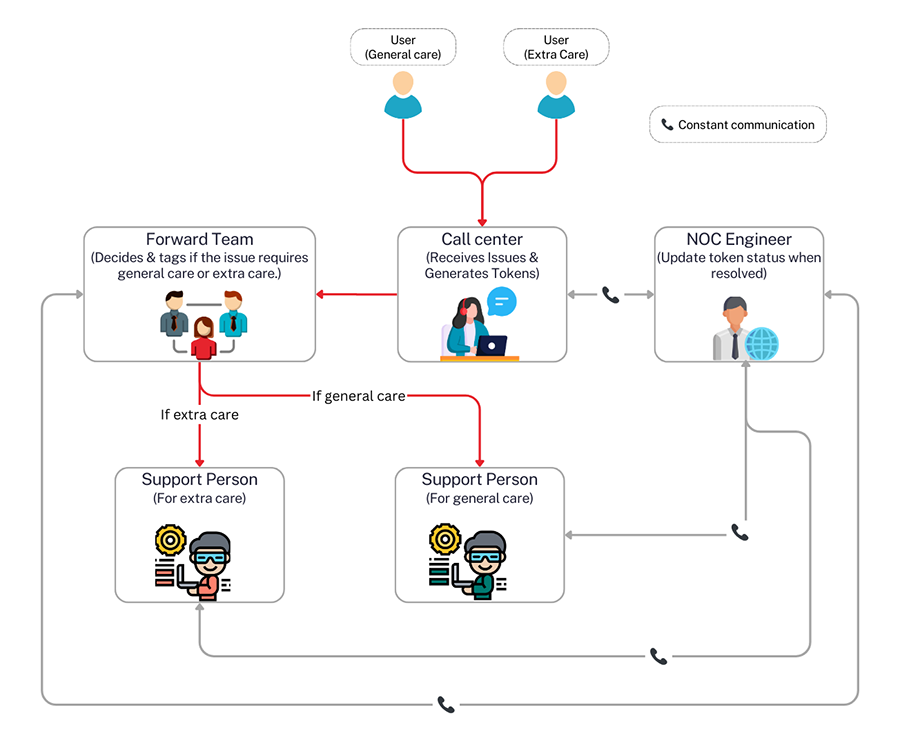 User
(General care)
User
(Extra Care)
Constant communication
Forward Team
(Decides & tags if the issue requires
general care or extra care.)
Call center
(Receives Issues &
Generates Tokens)
NOC Engineer
(Update token status when
resolved)
If general care
If extra care
Support Person
(For extra care)
Support Person
(For general care)